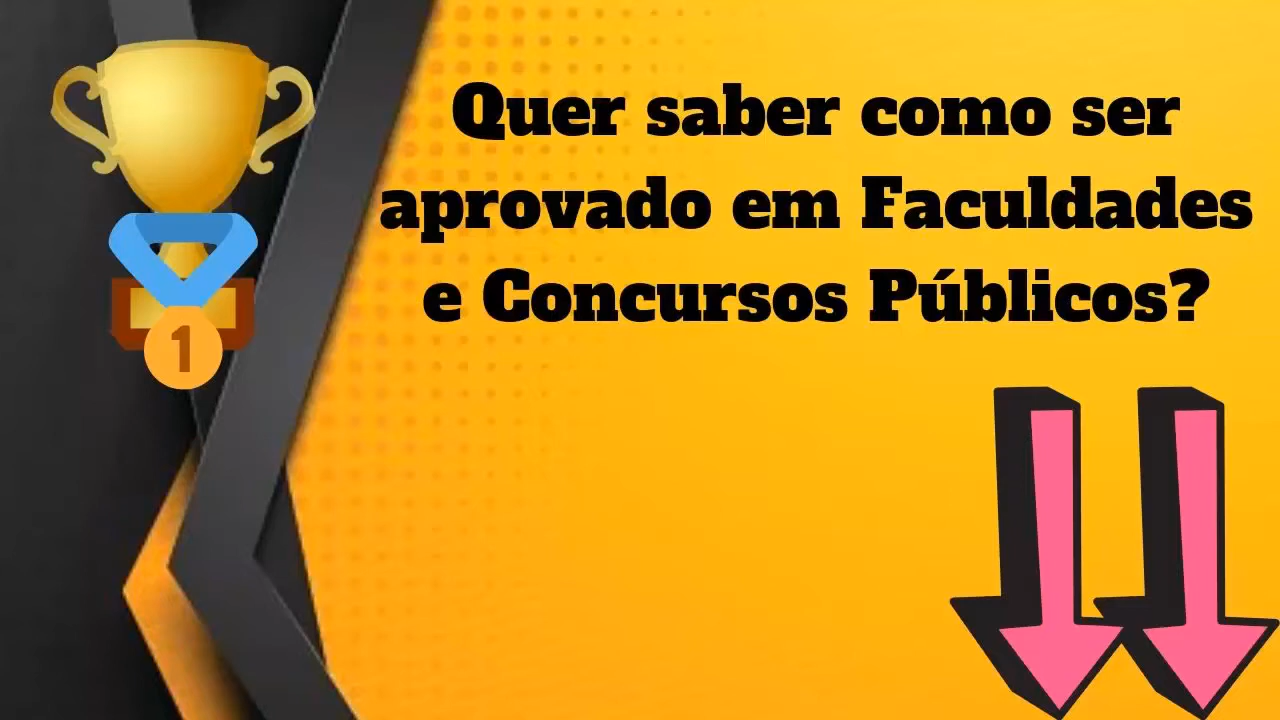 Quer saber como ser
aprovado em Faculdades
e Concursos Públicos?
1